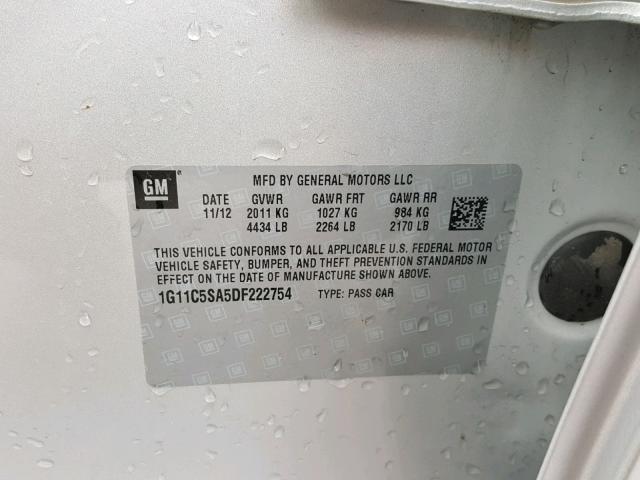 GM
MFD BY GENERAL MOTORS LLC
DATE GVWR GAWR FRT GAWR RR
11/12 2011 KG 1027 KG 984 KG
4434 LB 2264 LB 2170 LB
THIS VEHICLE CONFORMS TO ALL APPLICABLE U.S. FEDERAL MOTOR
VEHICLE SAFETY, BUMPER, AND THEFT PREVENTION STANDARDS IN
EFFECT ON THE DATE OF MANUFACTURE SHOWN ABOVE.
1G11C5SA5DF222754 TYPE: PASS CAR